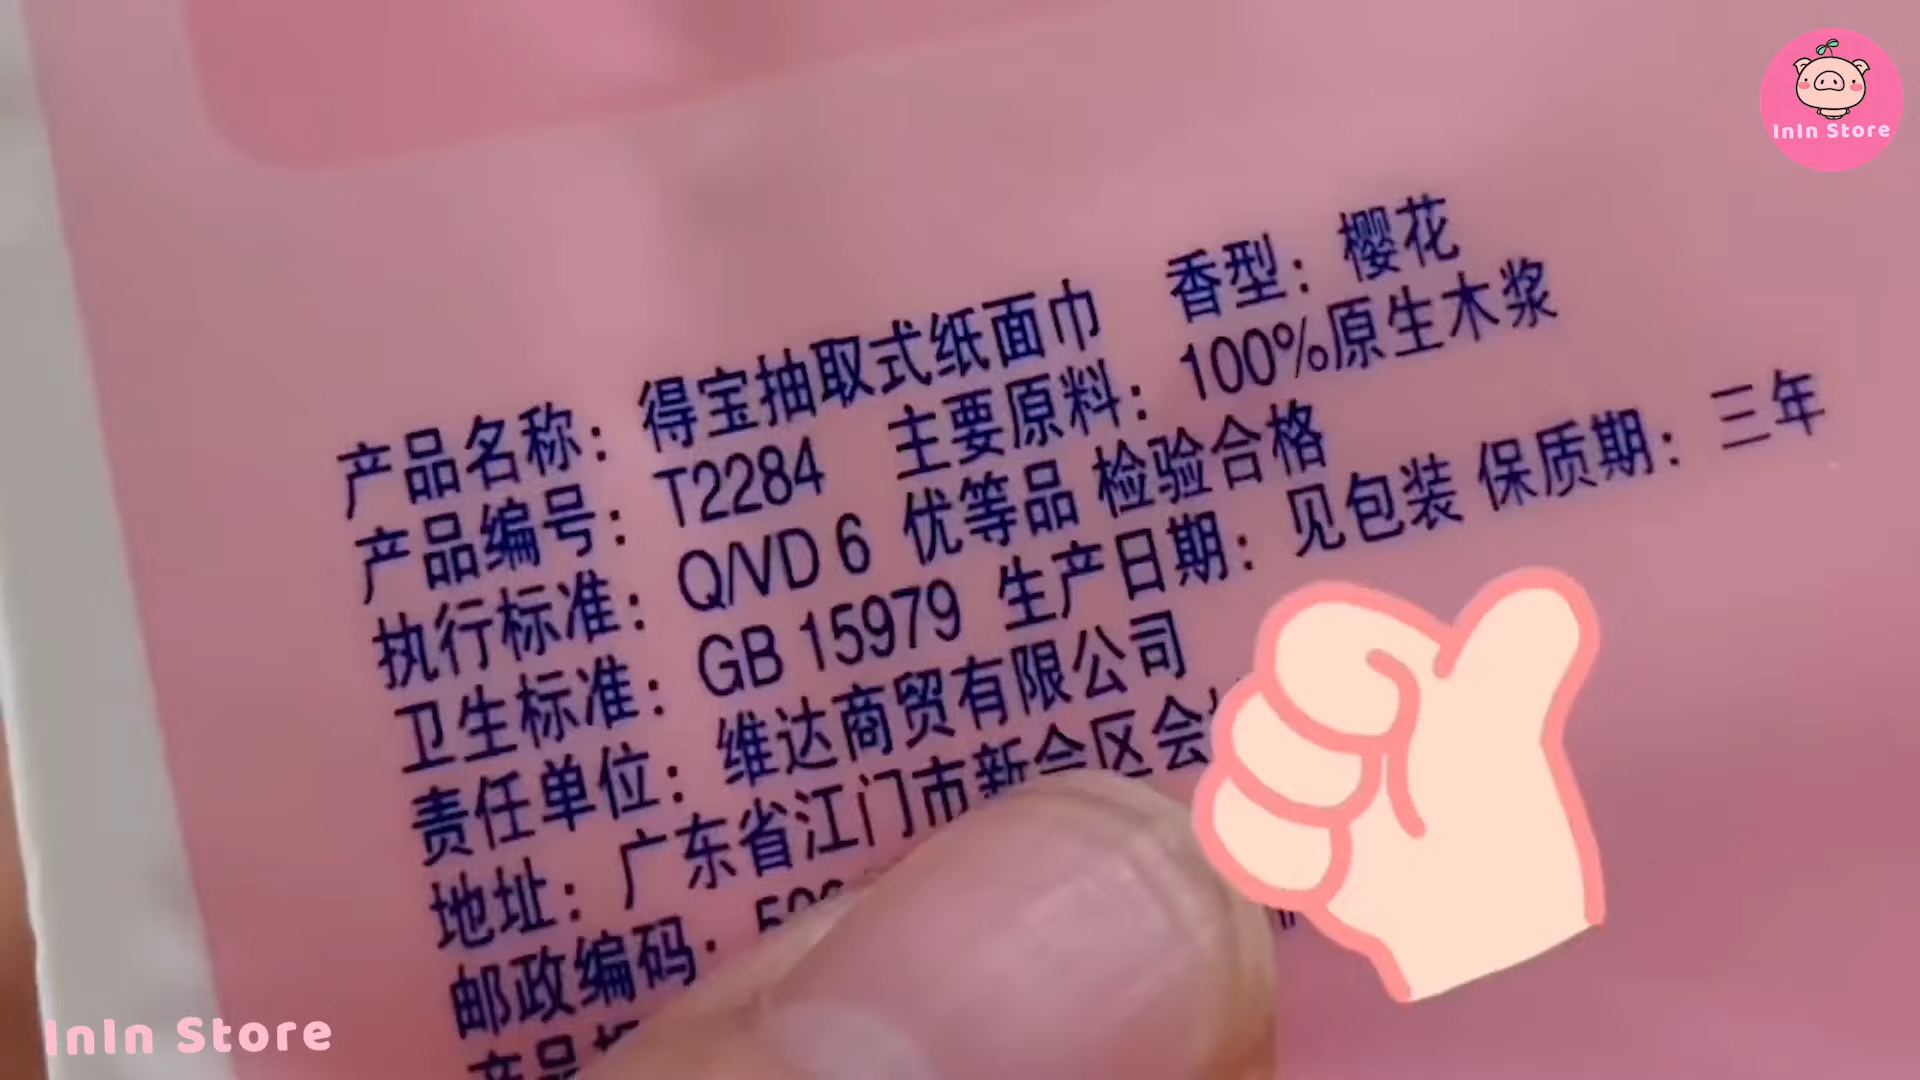 InIn Store
产品名称：得宝抽取式纸面巾 香型：樱花
产品编号：T2284 主要原料：100%原生木浆
执行标准：Q/VD 6 优等品 检验合格
卫生标准：GB 15979 生产日期：见包装 保质期：三年
责任单位：维达商贸有限公司
地址：广东省江门市新会区会
邮政编码：
产品
InIn Store